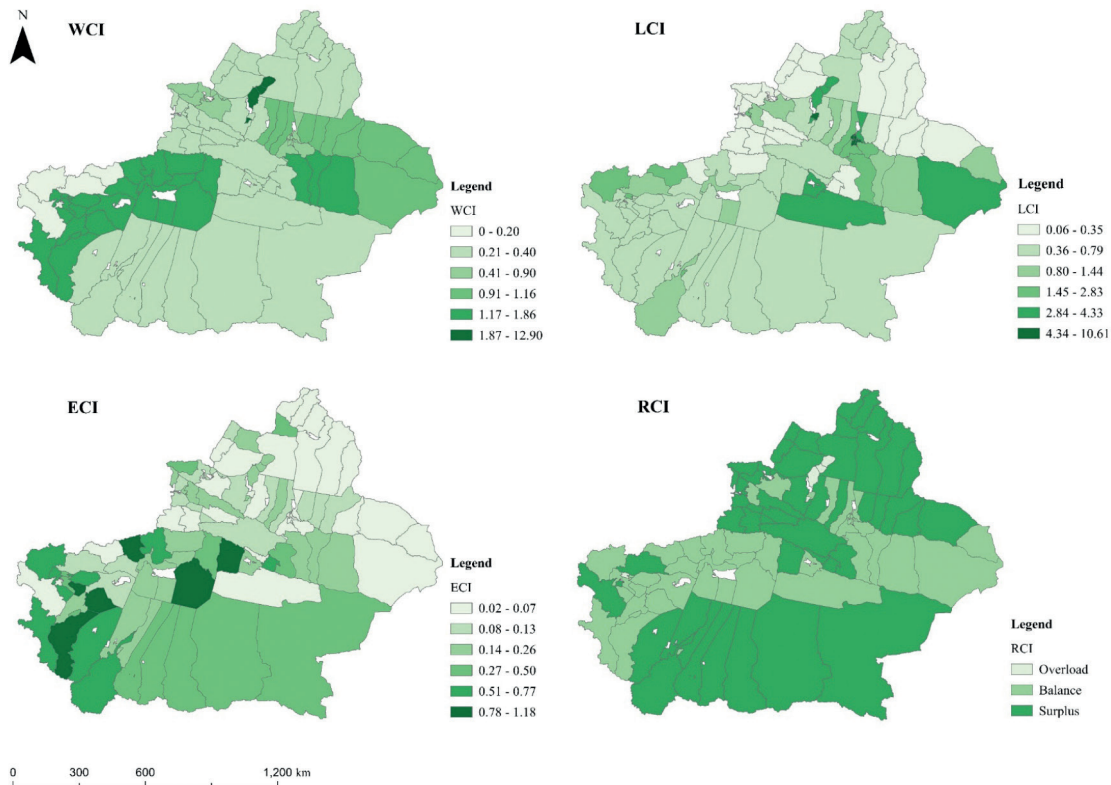 N
WCI
Legend
WCI
0 - 0.20
0.21 - 0.40
0.41 - 0.90
0.91 - 1.16
1.17 - 1.86
1.87 - 12.90
LCI
Legend
LCI
0.06 - 0.35
0.36 - 0.79
0.80 - 1.44
1.45 - 2.83
2.84 - 4.33
4.34 - 10.61
ECI
Legend
ECI
0.02 - 0.07
0.08 - 0.13
0.14 - 0.26
0.27 - 0.50
0.51 - 0.77
0.78 - 1.18
RCI
Legend
RCI
Overload
Balance
Surplus
0 300 600 1,200 km